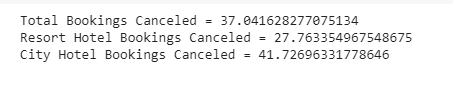 Total Bookings Canceled = 37.041628277075134
Resort Hotel Bookings Canceled = 27.763354967548675
City Hotel Bookings Canceled = 41.72696331778646